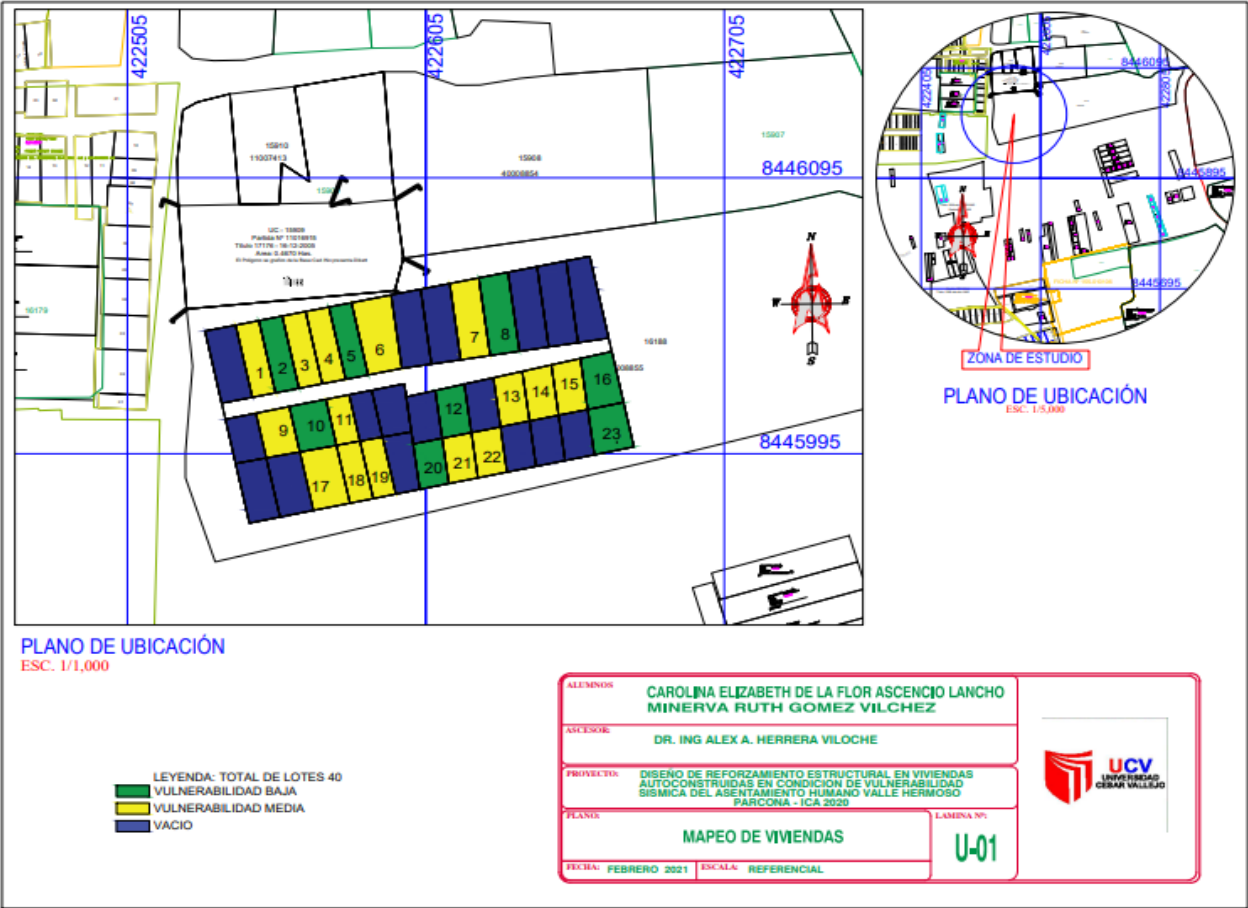 422505
422605
422705
15910
11007413
15908
40008854
15907
8446095
UC - 15909
Area: 0.4670 Has.
16179
16188
N
W
E
S
1
2
3
4
5
6
7
8
9
10
11
12
13
14
15
16
17
18
19
20
21
22
23
8445995
PLANO DE UBICACIÓN
ESC. 1/1,000
8446095
8445895
8445695
N
ZONA DE ESTUDIO
PLANO DE UBICACIÓN
ESC. 1/5,000
LEYENDA: TOTAL DE LOTES 40
VULNERABILIDAD BAJA
VULNERABILIDAD MEDIA
VACIO
ALUMNOS
CAROLINA ELIZABETH DE LA FLOR ASCENCIO LANCHO
MINERVA RUTH GOMEZ VILCHEZ
ASCESOR:
DR. ING ALEX A. HERRERA VILOCHE
PROYECTO:
DISEÑO DE REFORZAMIENTO ESTRUCTURAL EN VIVIENDAS
AUTOCONSTRUIDAS EN CONDICION DE VULNERABILIDAD
SISMICA DEL ASENTAMIENTO HUMANO VALLE HERMOSO
PARCONA - ICA 2020
PLANO:
MAPEO DE VIVIENDAS
LAMINA Nº:
U-01
FECHA: FEBRERO 2021
ESCALA: REFERENCIAL
UCV
UNIVERSIDAD
CESAR VALLEJO